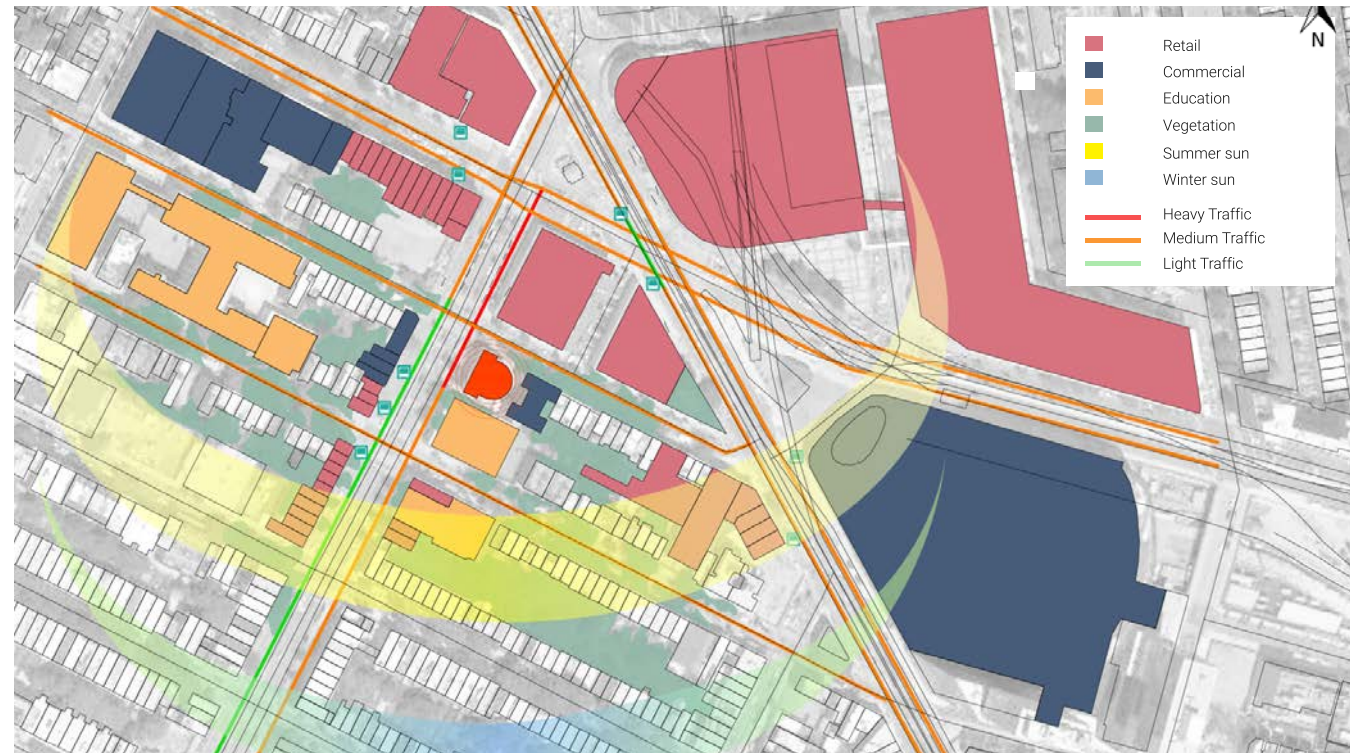 N
Retail
Commercial
Education
Vegetation
Summer sun
Winter sun
Heavy Traffic
Medium Traffic
Light Traffic